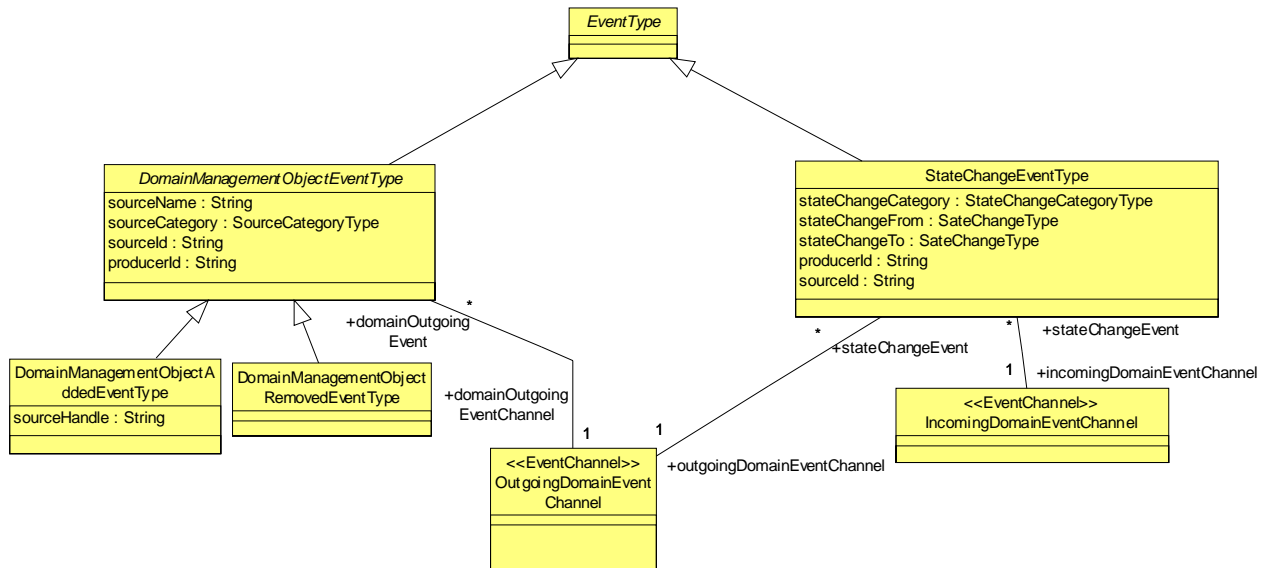 EventType
DomainManagementObjectEventType
sourceName : String
sourceCategory : SourceCategoryType
sourceId : String
producerId : String
StateChangeEventType
stateChangeCategory : StateChangeCategoryType
stateChangeFrom : SateChangeType
stateChangeTo : SateChangeType
producerId : String
sourceId : String
*
+domainOutgoing
Event
*
+stateChangeEvent
*
+stateChangeEvent
DomainManagementObjectA
ddedEventType
sourceHandle : String
DomainManagementObject
RemovedEventType
+domainOutgoing
EventChannel
1
1
+outgoingDomainEventChannel
1
+incomingDomainEventChannel
<<EventChannel>>
IncomingDomainEventChannel
<<EventChannel>>
OutgoingDomainEvent
Channel